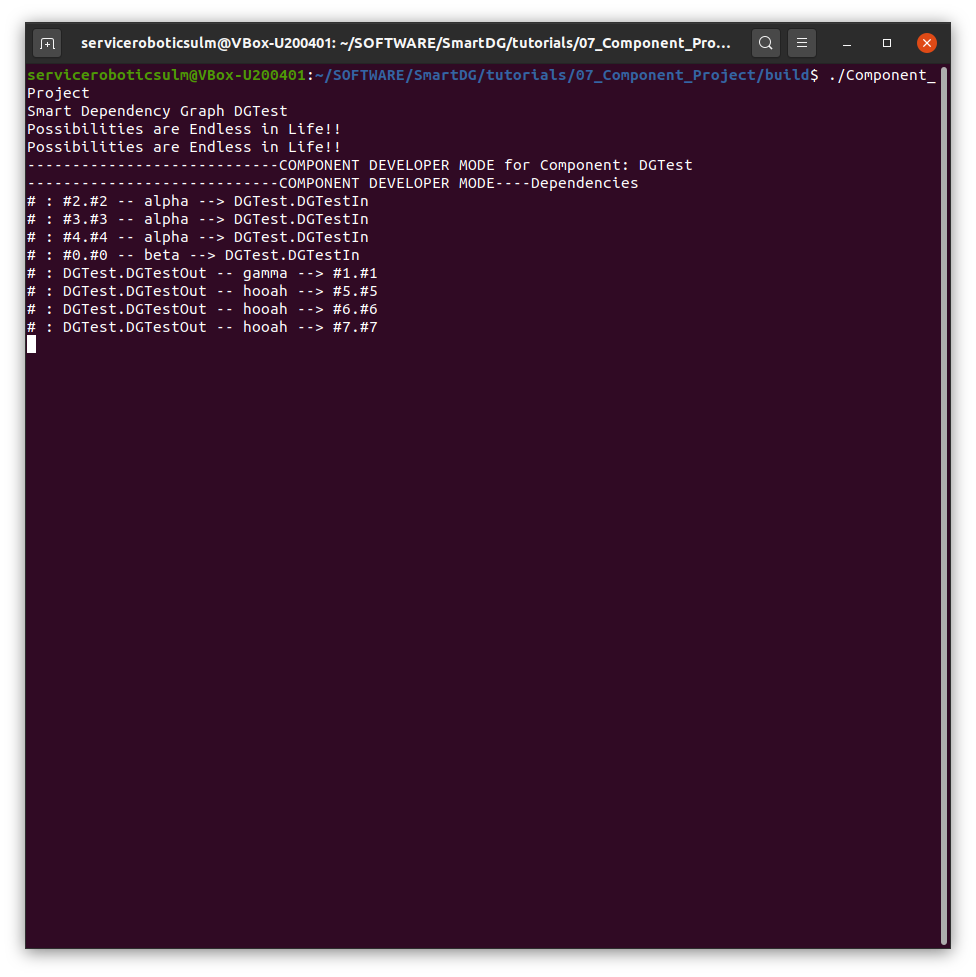 serviceroboticsulm@VBox-U200401: ~/SOFTWARE/SmartDG/tutorials/07_Component_Pro...
serviceroboticsulm@VBox-U200401:~/SOFTWARE/SmartDG/tutorials/07_Component_Project/build$ ./Component_
Project
Smart Dependency Graph DGTest
Possibilities are Endless in Life!!
Possibilities are Endless in Life!!
----------------------------COMPONENT DEVELOPER MODE for Component: DGTest
----------------------------COMPONENT DEVELOPER MODE----Dependencies
# : #2.#2 -- alpha --> DGTest.DGTestIn
# : #3.#3 -- alpha --> DGTest.DGTestIn
# : #4.#4 -- alpha --> DGTest.DGTestIn
# : #0.#0 -- beta --> DGTest.DGTestIn
# : DGTest.DGTestOut -- gamma --> #1.#1
# : DGTest.DGTestOut -- hooah --> #5.#5
# : DGTest.DGTestOut -- hooah --> #6.#6
# : DGTest.DGTestOut -- hooah --> #7.#7